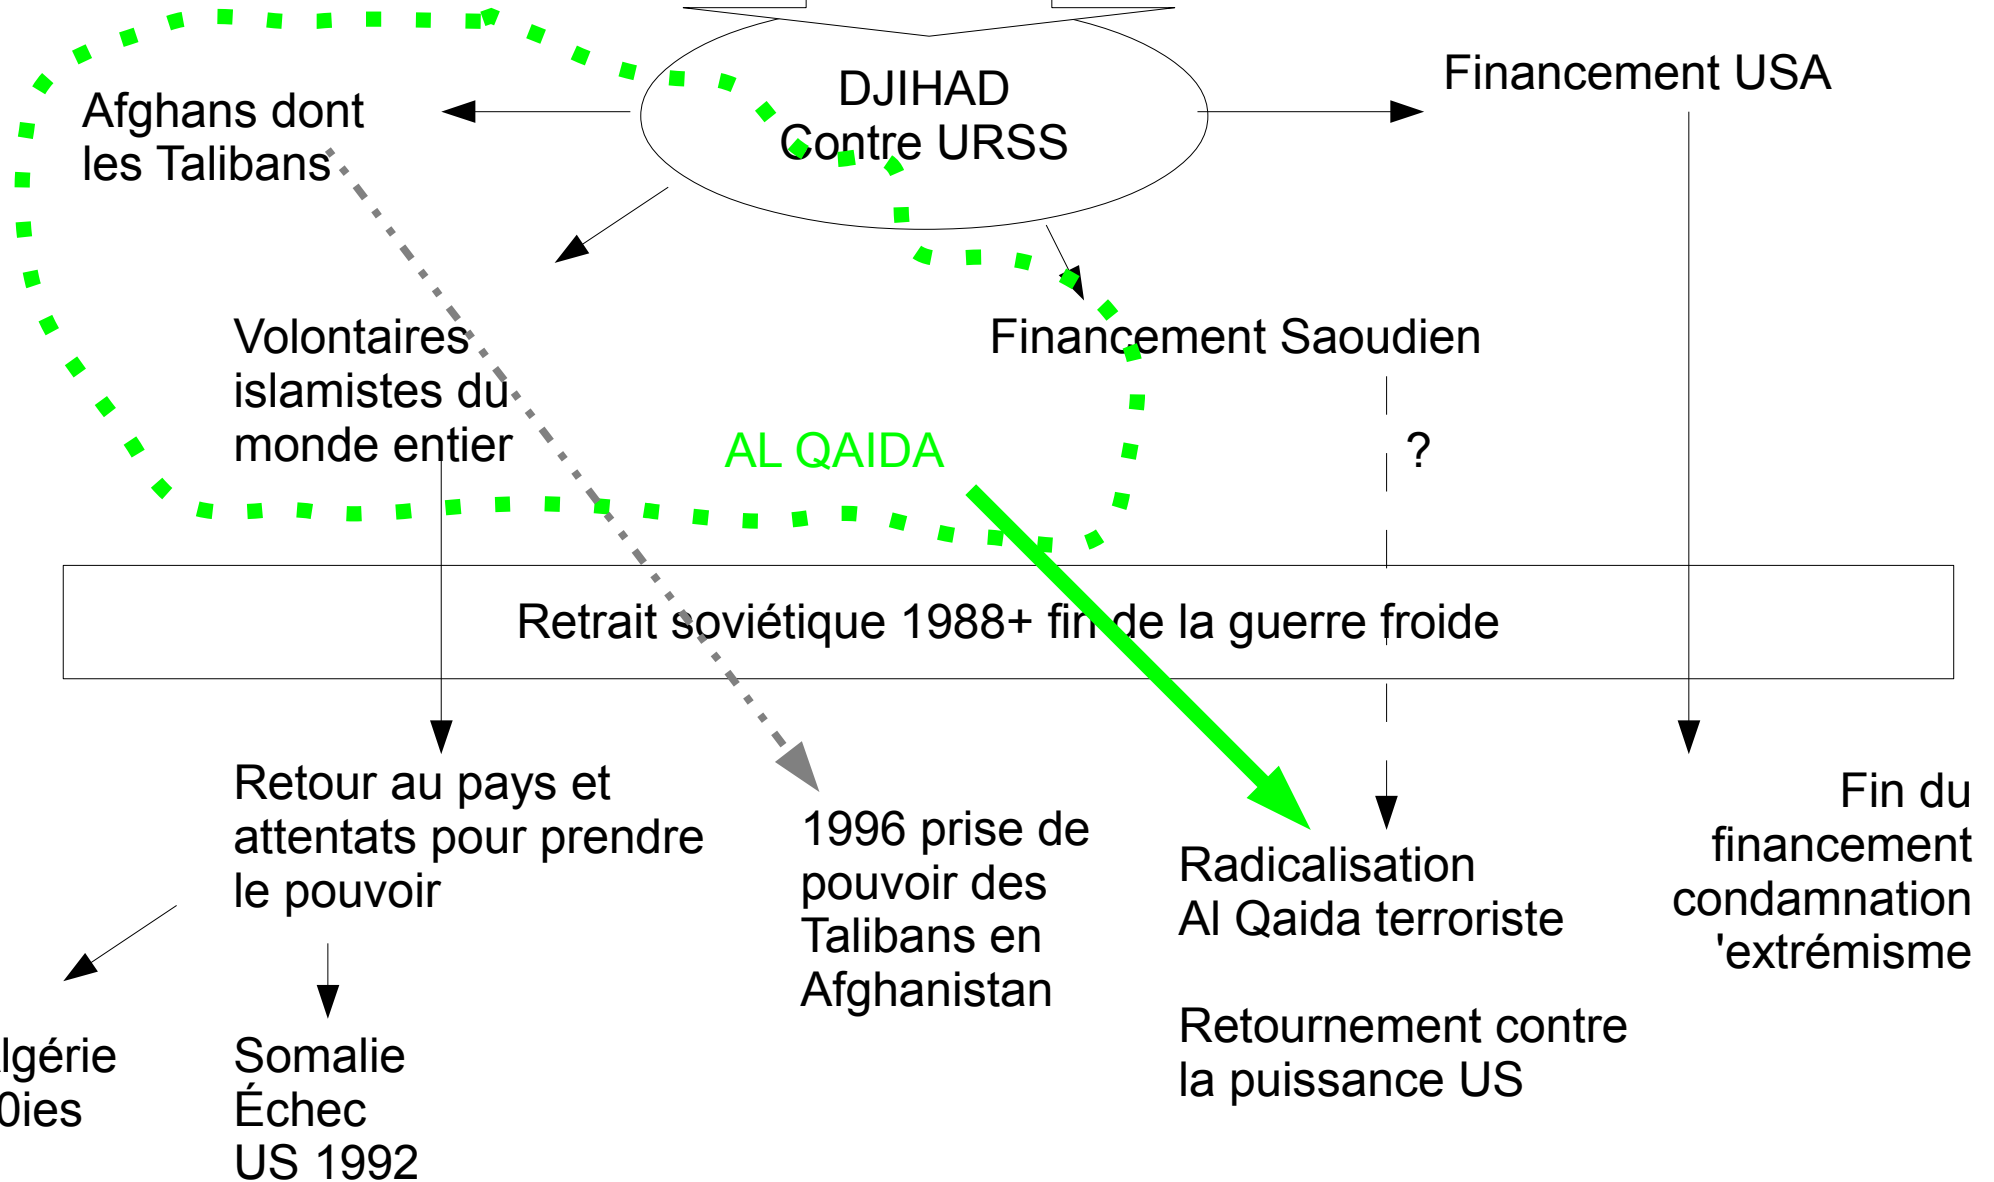 DJIHAD
Contre URSS
Financement USA
Afghans dont
les Talibans
Volontaires
islamistes du
monde entier
Financement Saoudien
AL QAIDA
?
Retrait soviétique 1988+ fin de la guerre froide
Retour au pays et
attentats pour prendre
le pouvoir
1996 prise de
pouvoir des
Talibans en
Afghanistan
Radicalisation
Al Qaida terroriste
Retournement contre
la puissance US
Fin du
financement
condamnation
'extrémisme
lgérie
0ies
Somalie
Échec
US 1992